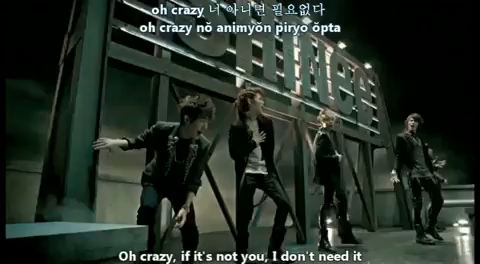 oh crazy 너 아니면 필요없다
oh crazy nŏ animyŏn piryo ŏpta
SHINee
Oh crazy, if it's not you, I don't need it